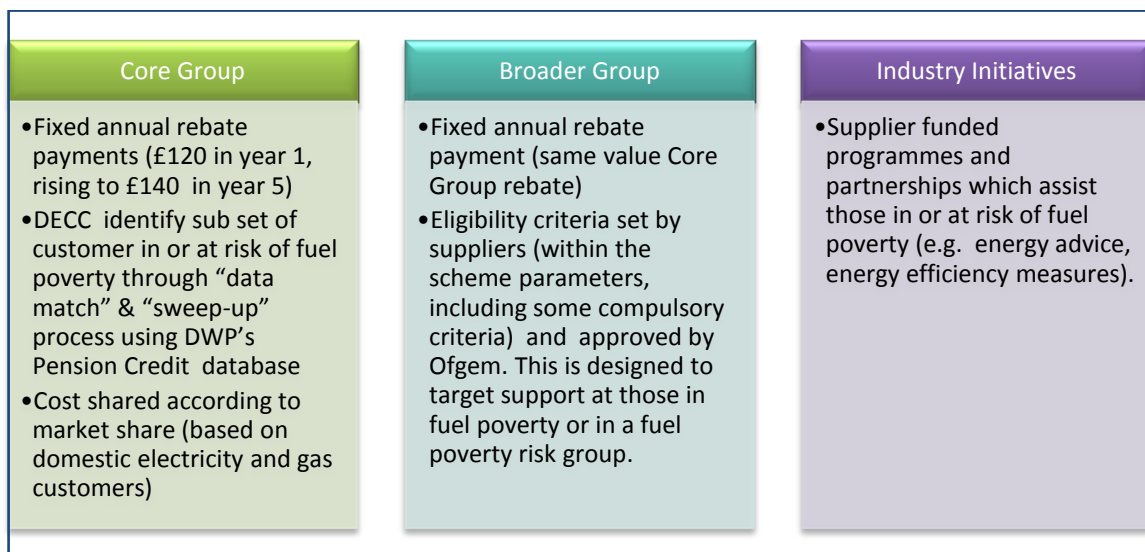 Core Group
•Fixed annual rebate
payments (£120 in year 1,
rising to £140 in year 5)
•DECC identify sub set of
customer in or at risk of fuel
poverty through “data
match” & “sweep-up”
process using DWP’s
Pension Credit database
•Cost shared according to
market share (based on
domestic electricity and gas
customers)
Broader Group
•Fixed annual rebate
payment (same value Core
Group rebate)
•Eligibility criteria set by
suppliers (within the
scheme parameters,
including some compulsory
criteria) and approved by
Ofgem. This is designed to
target support at those in
fuel poverty or in a fuel
poverty risk group.
Industry Initiatives
•Supplier funded
programmes and
partnerships which assist
those in or at risk of fuel
poverty (e.g. energy advice,
energy efficiency measures).